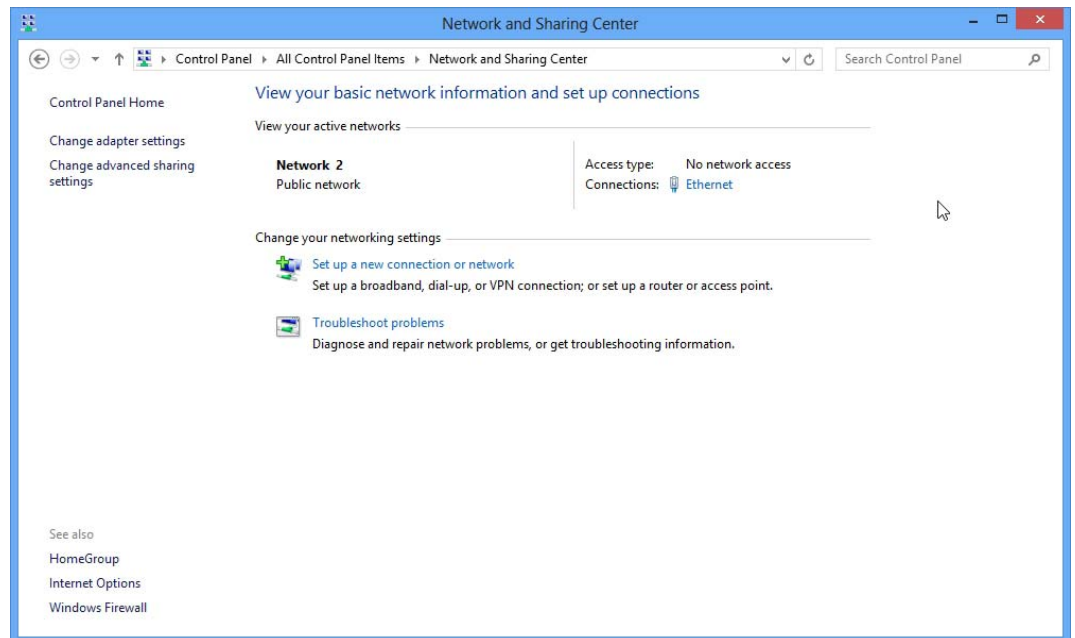 Network and Sharing Center
Control Panel All Control Panel Items Network and Sharing Center
Search Control Panel
Control Panel Home
Change adapter settings
Change advanced sharing
settings
View your basic network information and set up connections
View your active networks
Network 2
Public network
Access type: No network access
Connections: Ethernet
Change your networking settings
Set up a new connection or network
Set up a broadband, dial-up, or VPN connection; or set up a router or access point.
Troubleshoot problems
Diagnose and repair network problems, or get troubleshooting information.
See also
HomeGroup
Internet Options
Windows Firewall